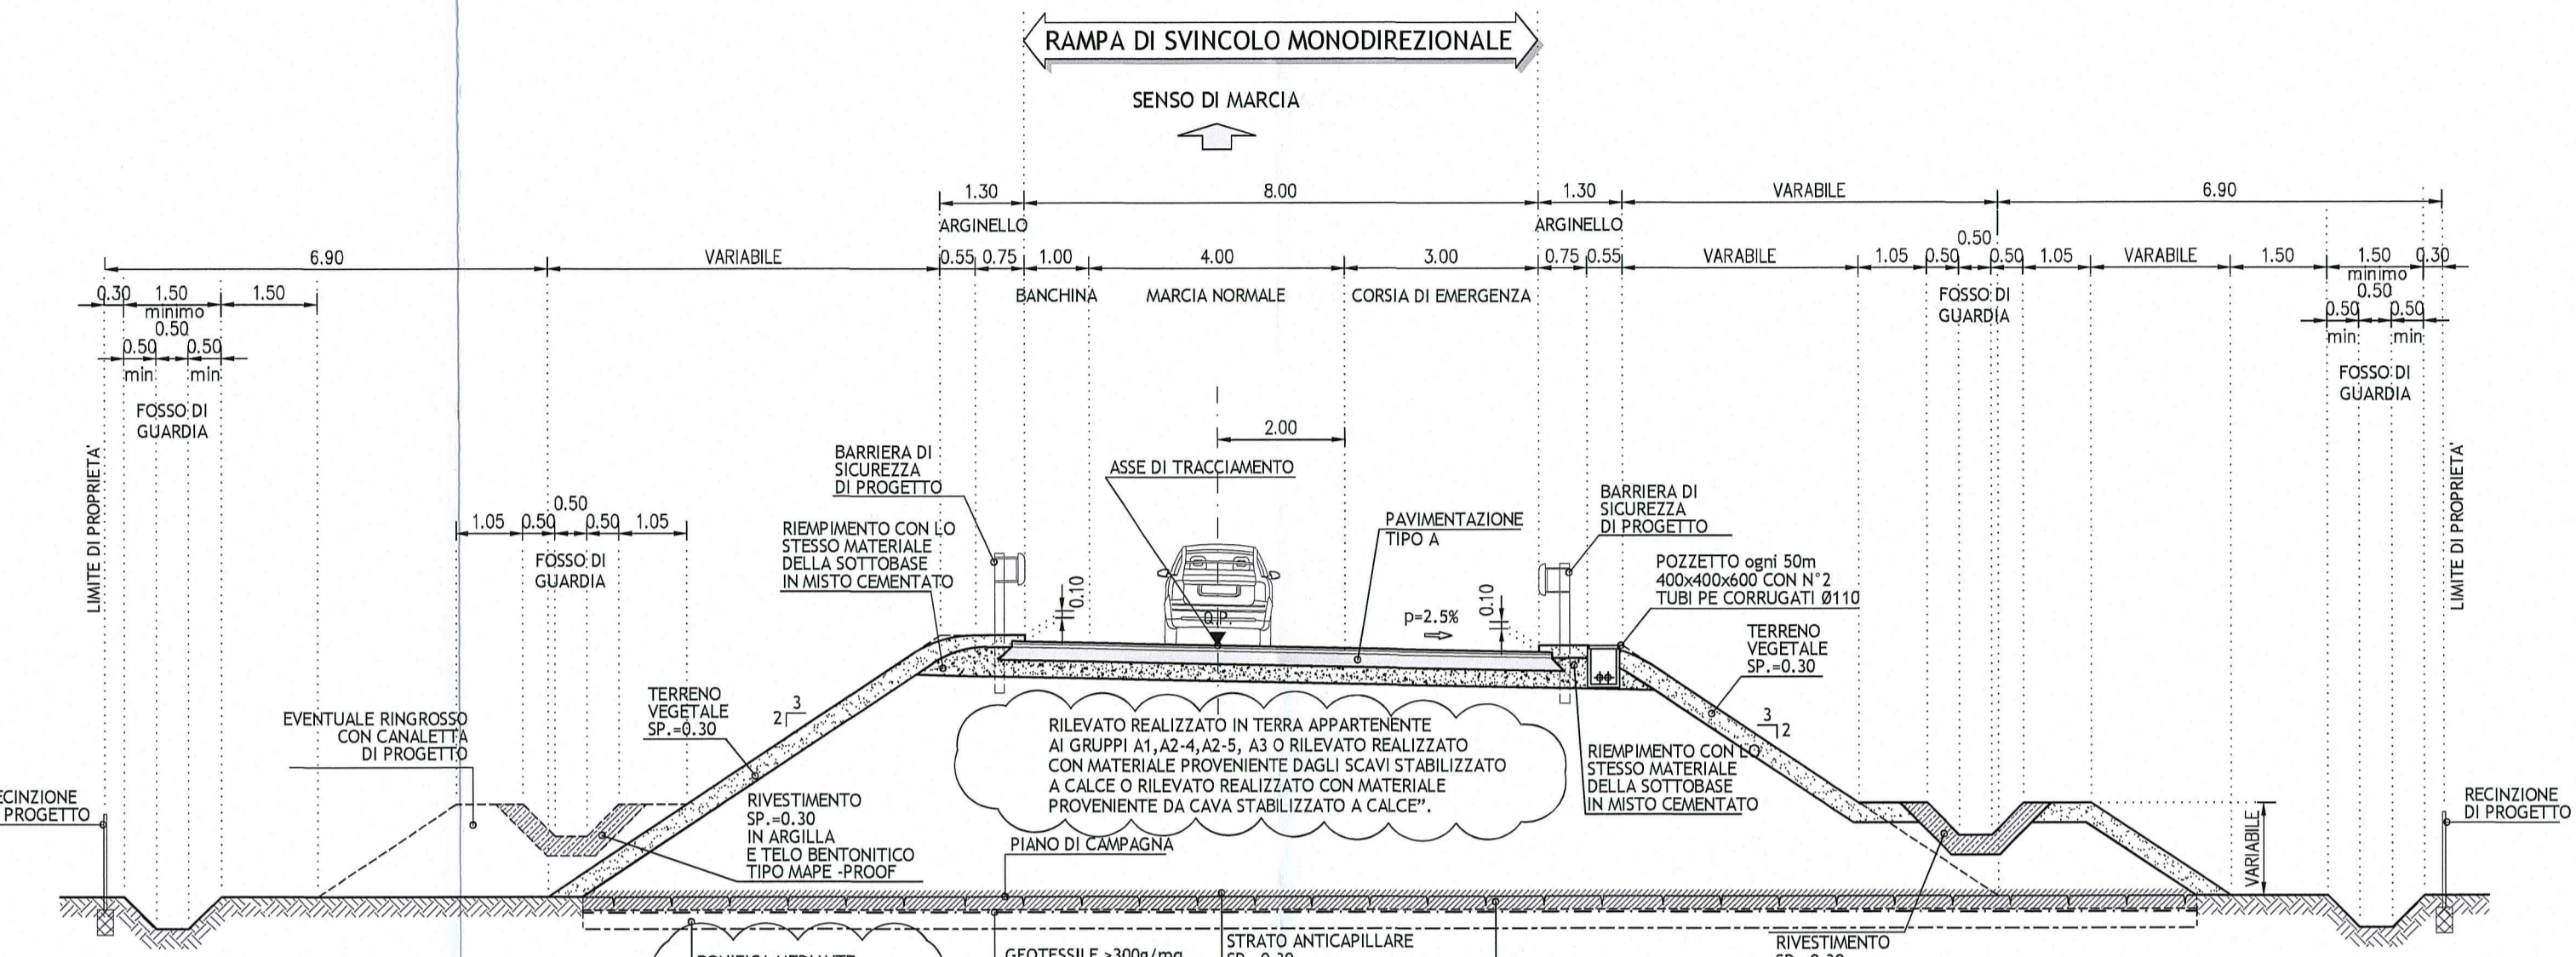 RAMPA DI SVINCOLO MONODIREZIONALE
SENSO DI MARCIA
1.30
8.00
1.30
VARABILE
6.90
ARGINELLO
ARGINELLO
0.50
6.90
VARIABILE
0.55
0.75
1.00
4.00
3.00
0.75
0.55
VARABILE
1.05
0.50
0.50
1.05
VARABILE
1.50
1.50
0.30
BANCHINA
MARCIA NORMALE
CORSIA DI EMERGENZA
FOSSO DI
GUARDIA
minimo
0.50
0.50
0.50
min
min
FOSSO DI
GUARDIA
0.30
1.50
1.50
minimo
0.50
0.50
0.50
min
min
FOSSO DI
GUARDIA
LIMITE DI PROPRIETA'
LIMITE DI PROPRIETA'
2.00
ASSE DI TRACCIAMENTO
BARRIERA DI
SICUREZZA
DI PROGETTO
RIEMPIMENTO CON LO
STESSO MATERIALE
DELLA SOTTOBASE
IN MISTO CEMENTATO
0.50
1.05
0.50
0.50
1.05
FOSSO DI
GUARDIA
PAVIMENTAZIONE
TIPO A
BARRIERA DI
SICUREZZA
DI PROGETTO
POZZETTO ogni 50m
400x400x600 CON N°2
TUBI PE CORRUGATI Ø110
0.10
Q.P.
p=2.5%
0.10
TERRENO
VEGETALE
SP.=0.30
TERRENO
VEGETALE
SP.=0.30
3
2
3
2
EVENTUALE RINGROSSO
CON CANALETTA
DI PROGETTO
RILEVATO REALIZZATO IN TERRA APPARTENENTE
AI GRUPPI A1,A2-4,A2-5, A3 O RILEVATO REALIZZATO
CON MATERIALE PROVENIENTE DAGLI SCAVI STABILIZZATO
A CALCE O RILEVATO REALIZZATO CON MATERIALE
PROVENIENTE DA CAVA STABILIZZATO A CALCE”.
RIEMPIMENTO CON LO
STESSO MATERIALE
DELLA SOTTOBASE
IN MISTO CEMENTATO
RIVESTIMENTO
SP.=0.30
IN ARGILLA
E TELO BENTONITICO
TIPO MAPE -PROOF
PIANO DI CAMPAGNA
VARIABILE
PROGETTO
RECINZIONE
DI PROGETTO
GEOTESSILE >300g/mq
STRATO ANTICAPILLARE
RIVESTIMENTO